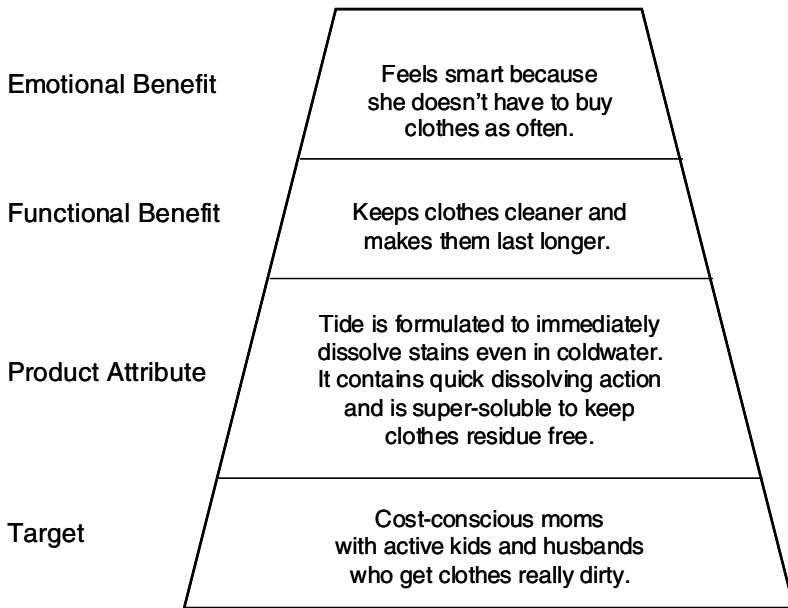 Emotional Benefit
Feels smart because
she doesn't have to buy
clothes as often.
Functional Benefit
Keeps clothes cleaner and
makes them last longer.
Product Attribute
Tide is formulated to immediately
dissolve stains even in coldwater.
It contains quick dissolving action
and is super-soluble to keep
clothes residue free.
Target
Cost-conscious moms
with active kids and husbands
who get clothes really dirty.